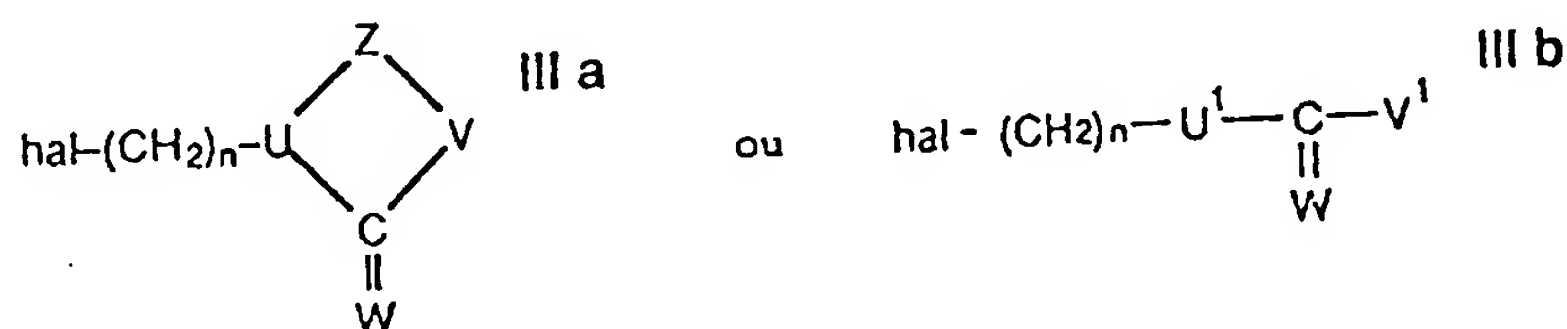 Z
III a
III b
hal-(CH2)n-U
V
ou
hal - (CH2)n-U¹-C-V¹
C
||
W
||
W